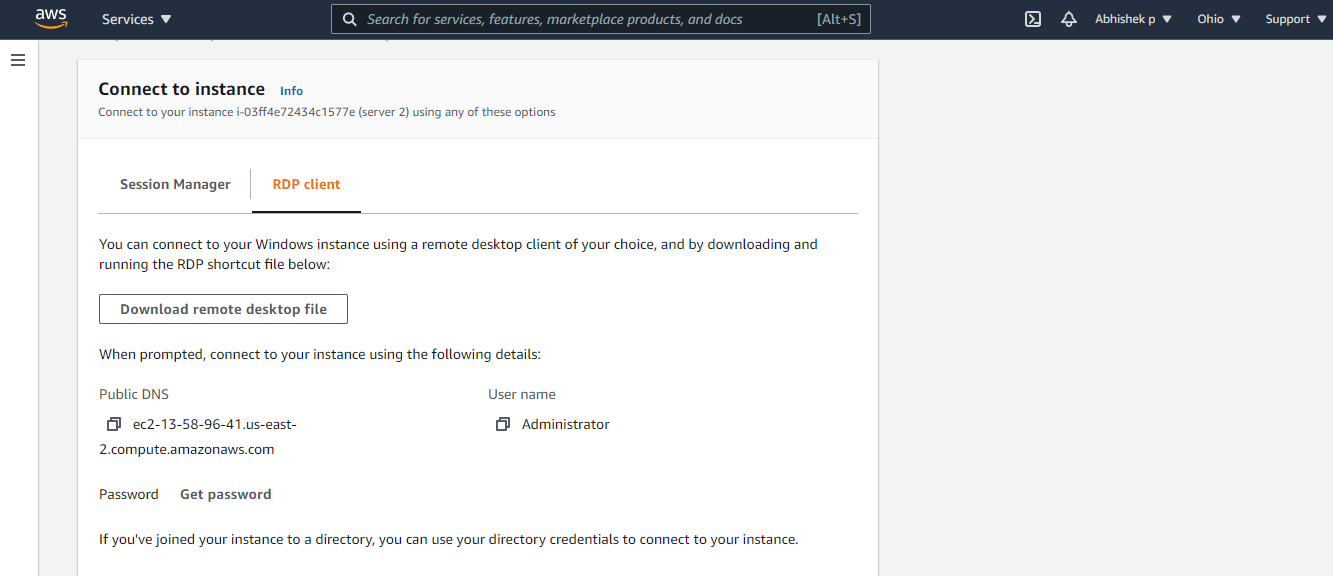 aws
Services ▼
Search for services, features, marketplace products, and docs [Alt+S]
Abhishek p ▼
Ohio ▼
Support ▼
Connect to instance Info
Connect to your instance i-03ff4e72434c1577e (server 2) using any of these options
Session Manager
RDP client
You can connect to your Windows instance using a remote desktop client of your choice, and by downloading and
running the RDP shortcut file below:
Download remote desktop file
When prompted, connect to your instance using the following details:
Public DNS
ec2-13-58-96-41.us-east-
2.compute.amazonaws.com
User name
Administrator
Password Get password
If you've joined your instance to a directory, you can use your directory credentials to connect to your instance.